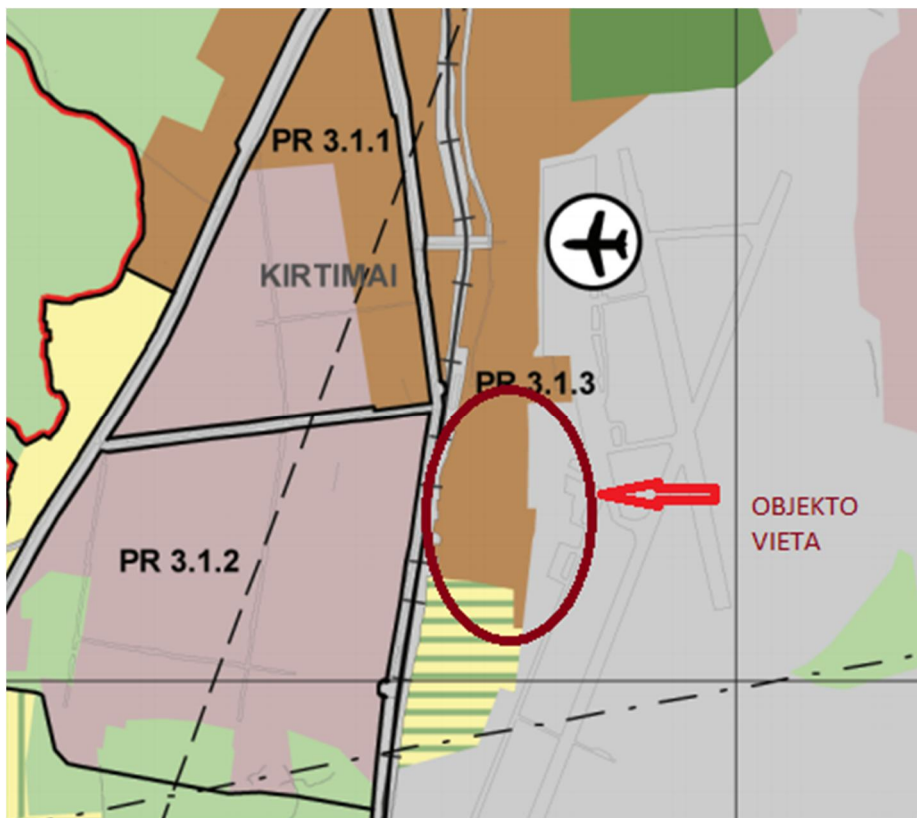 PR 3.1.1
KIRTIMAI
PR 3.1.3
OBJEKTO
VIETA
PR 3.1.2